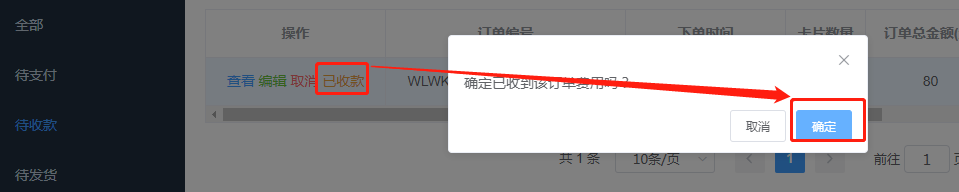 全部
待支付
待收款
待发货
操作
订单编号
下单时间
卡片数量
订单总金额(
查看 编辑 取消 已收款
WLWK
80
确定已收到该订单费用吗?
取消
确定
共 1 条
10条/页
1
前往
1
页